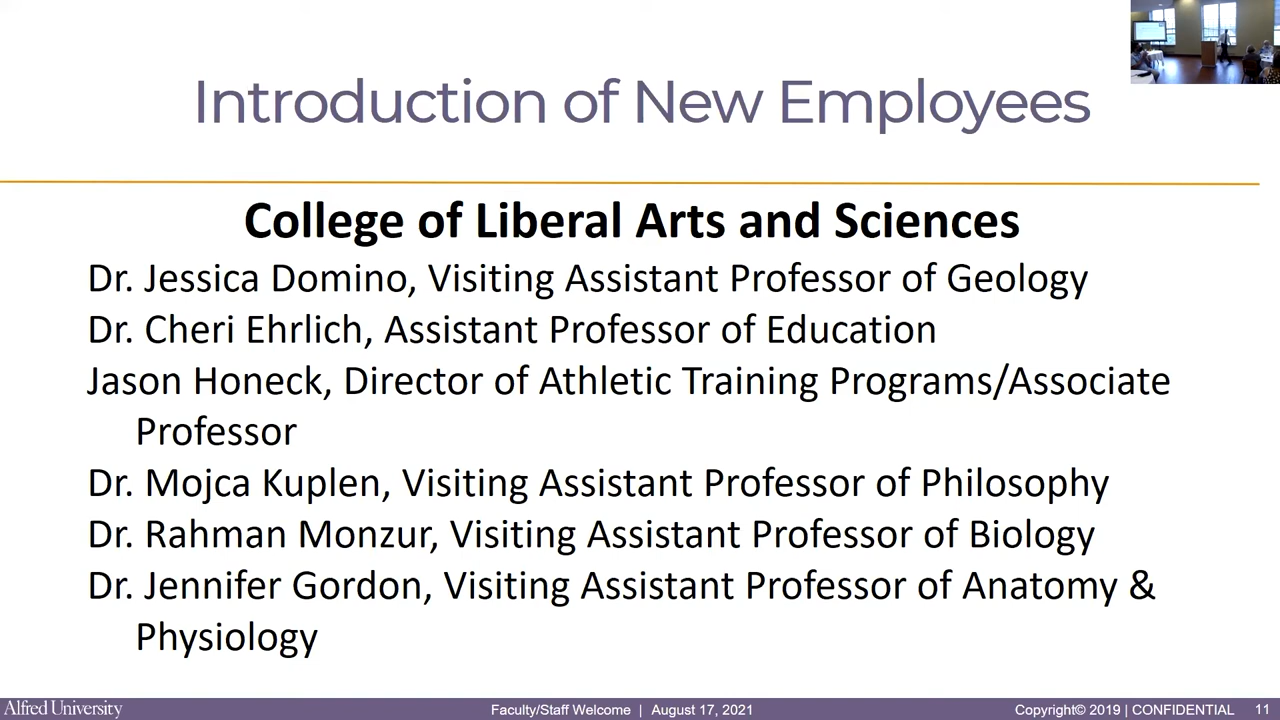 Introduction of New Employees
College of Liberal Arts and Sciences
Dr. Jessica Domino, Visiting Assistant Professor of Geology
Dr. Cheri Ehrlich, Assistant Professor of Education
Jason Honeck, Director of Athletic Training Programs/Associate
Professor
Dr. Mojca Kuplen, Visiting Assistant Professor of Philosophy
Dr. Rahman Monzur, Visiting Assistant Professor of Biology
Dr. Jennifer Gordon, Visiting Assistant Professor of Anatomy &
Physiology
Alfred University Faculty/Staff Welcome | August 17, 2021 Copyright© 2019 | CONFIDENTIAL 11